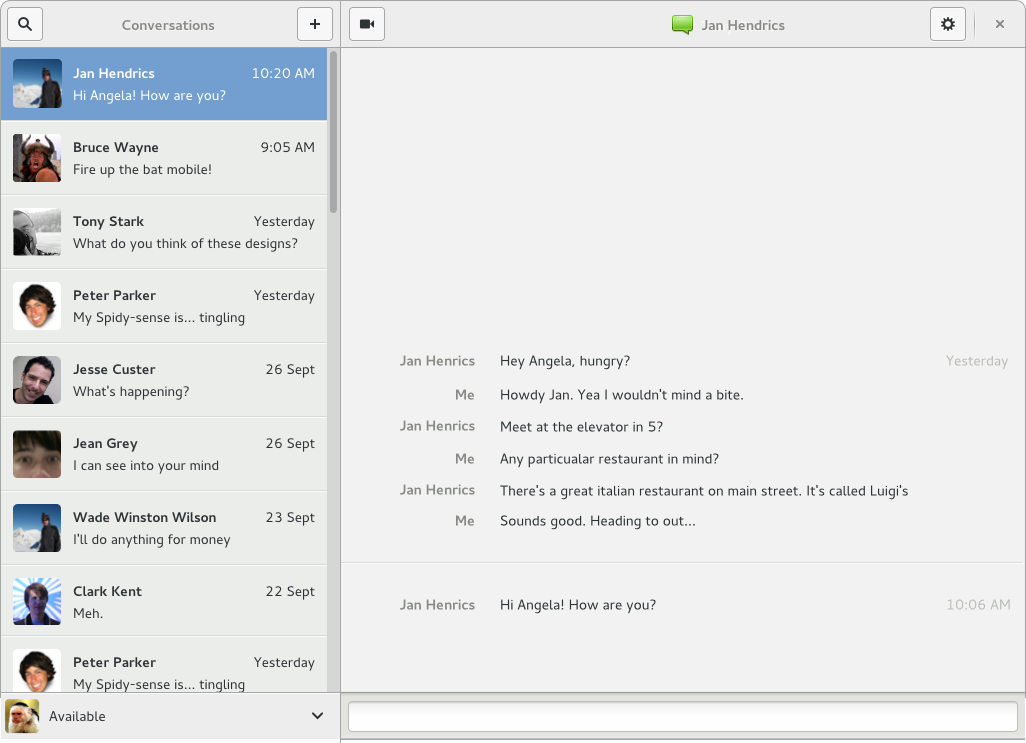 Conversations
Jan Hendrics
Jan Hendrics 10:20 AM
Hi Angela! How are you?
Bruce Wayne 9:05 AM
Fire up the bat mobile!
Tony Stark Yesterday
What do you think of these designs?
Peter Parker Yesterday
My Spidy-sense is... tingling
Jesse Custer 26 Sept
What's happening?
Jean Grey 26 Sept
I can see into your mind
Wade Winston Wilson 23 Sept
I'll do anything for money
Clark Kent 22 Sept
Meh.
Peter Parker Yesterday
My Spidy-sense is... tingling
Available
Jan Henrics Hey Angela, hungry? Yesterday
Me Howdy Jan. Yea I wouldn't mind a bite.
Jan Henrics Meet at the elevator in 5?
Me Any particualar restaurant in mind?
Jan Henrics There's a great italian restaurant on main street. It's called Luigi's
Me Sounds good. Heading to out...
Jan Henrics Hi Angela! How are you? 10:06 AM